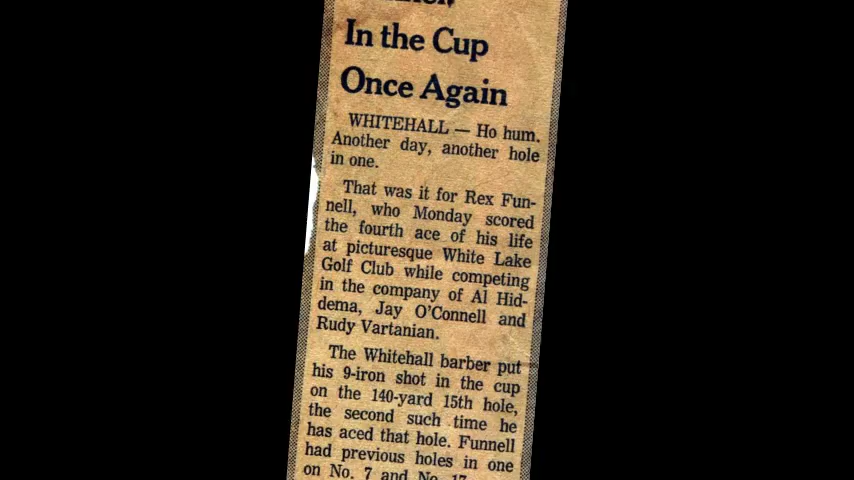 In the Cup
Once Again
WHITEHALL — Ho hum.
Another day, another hole
in one.
That was it for Rex Fun-
nell, who Monday scored
the fourth ace of his life
at picturesque White Lake
Golf Club while competing
in the company of Al Hid-
dema, Jay O'Connell and
Rudy Vartanian.
The Whitehall barber put
his 9-iron shot in the cup
on the 140-yard 15th hole,
the second such time he
has aced that hole. Funnell
had previous holes in one
on No. 7 and No. 17